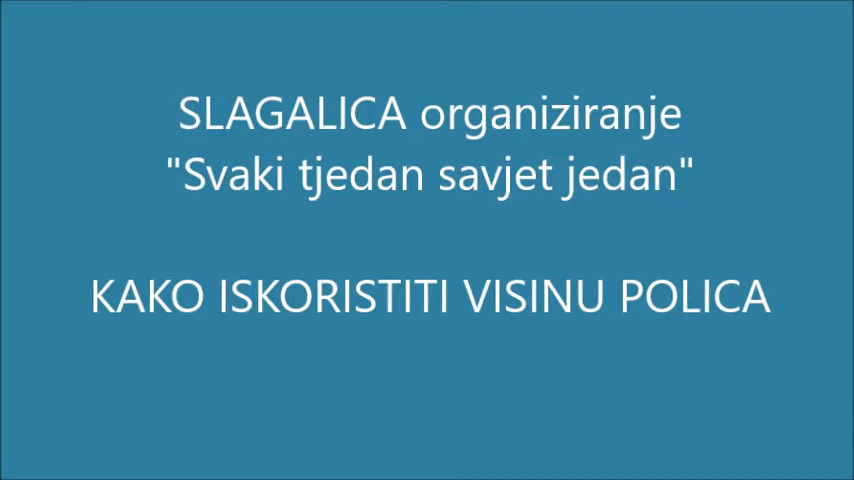 SLAGALICA organiziranje
"Svaki tjedan savjet jedan"
KAKO ISKORISTITI VISINU POLICA